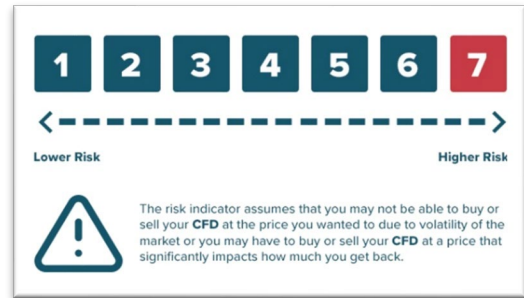 1 2 3 4 5 6 7
Lower Risk Higher Risk
The risk indicator assumes that you may not be able to buy or
sell your CFD at the price you wanted to due to volatility of the
market or you may have to buy or sell your CFD at a price that
significantly impacts how much you get back.